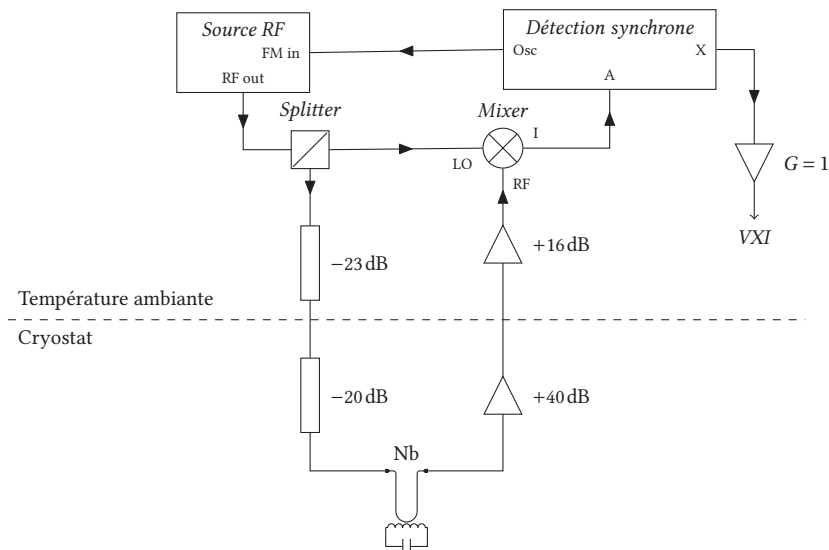 Source RF
FM in
RF out
Détection synchrone
Osc
X
A
Splitter
Mixer
I
LO
RF
G = 1
VXI
−23 dB
+16 dB
Température ambiante
Cryostat
−20 dB
+40 dB
Nb